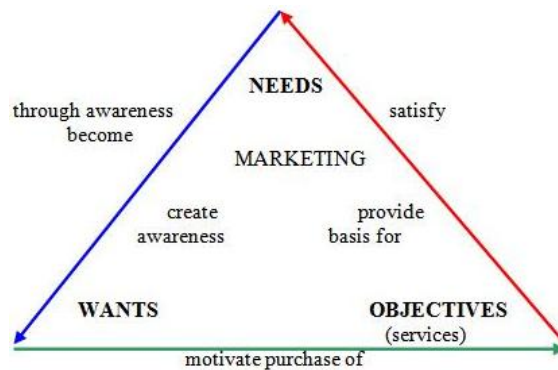 NEEDS
through awareness
become
satisfy
MARKETING
create
awareness
provide
basis for
WANTS
OBJECTIVES
(services)
motivate purchase of